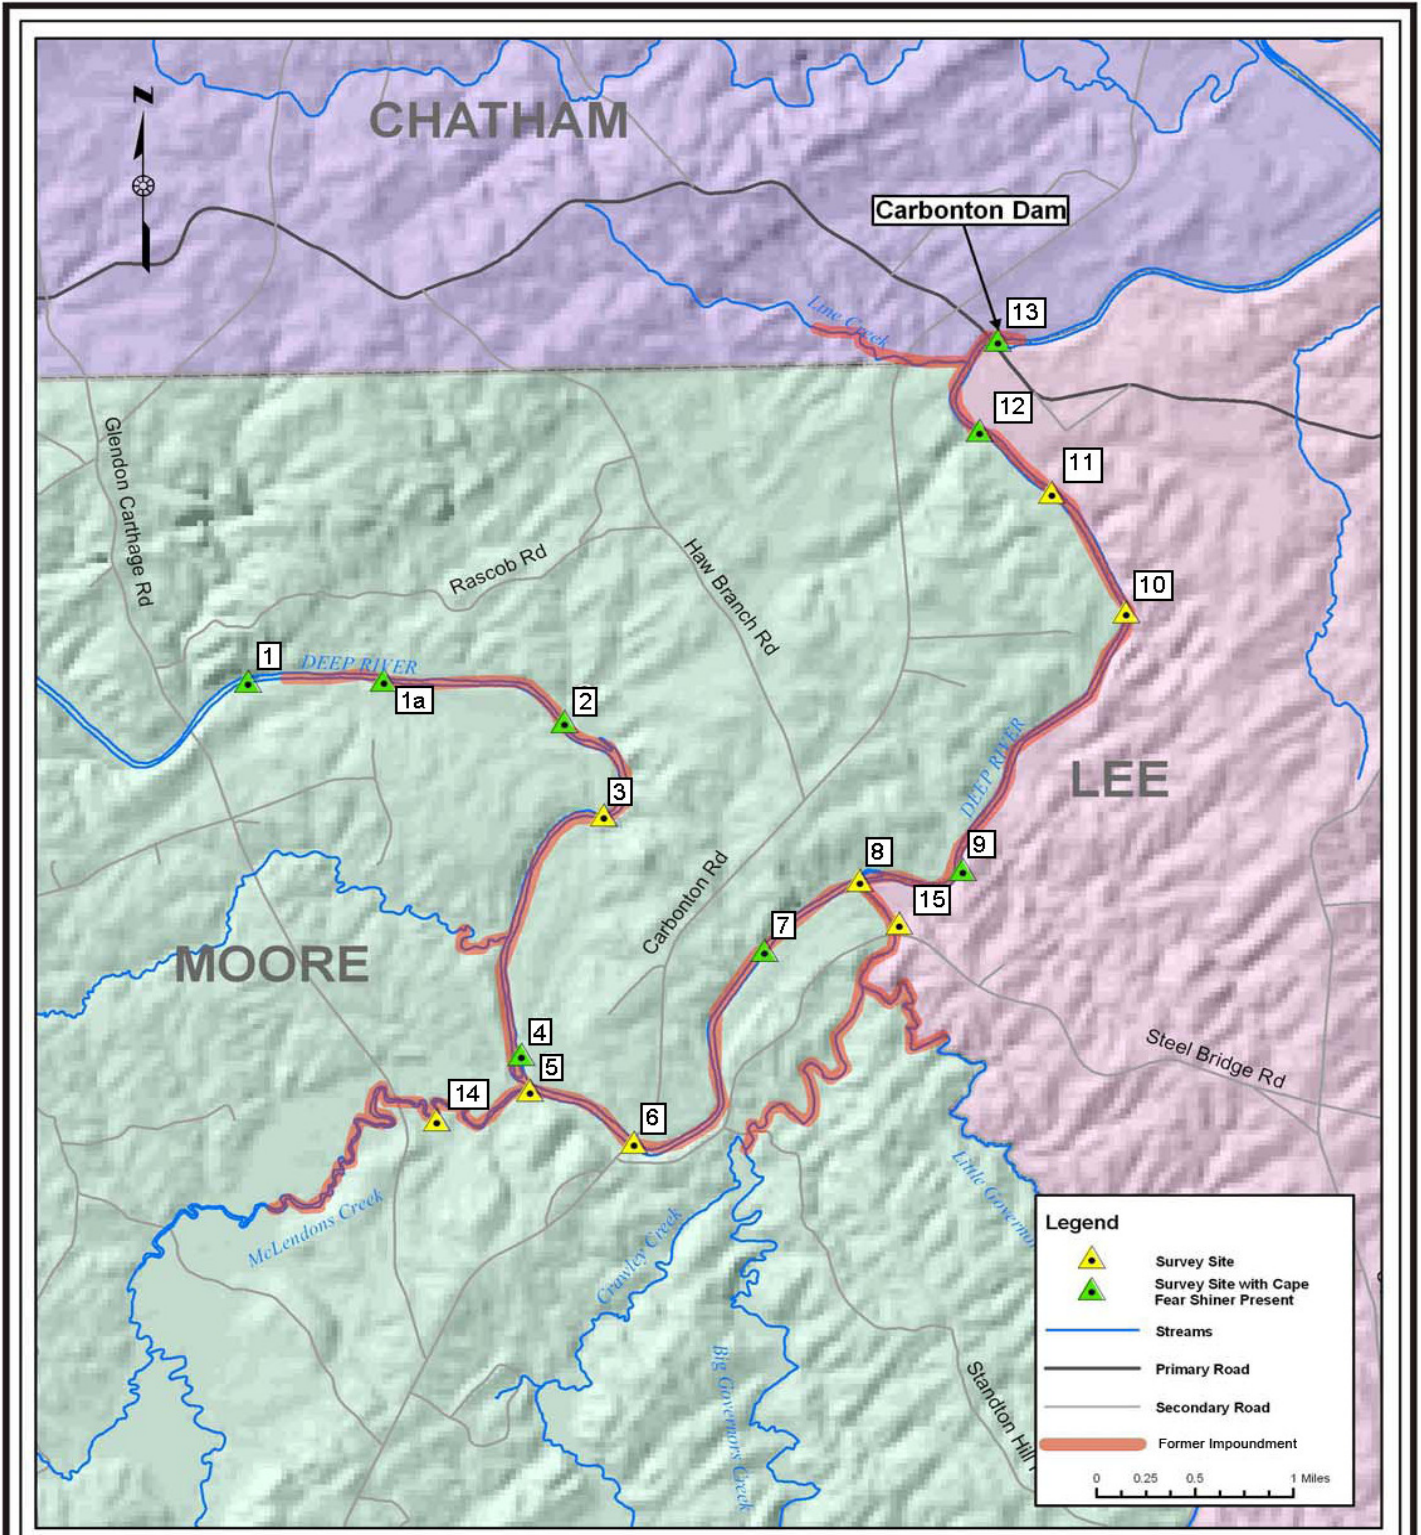 CHATHAM
N
Carbonton Dam
13
Line Creek
12
11
Glendon Carthage Rd
Rascob Rd
Haw Branch Rd
10
1
DEEP RIVER
1a
2
DEEP RIVER
LEE
3
8
9
15
Carbonton Rd
7
MOORE
4
5
Steel Bridge Rd
14
6
McLendons Creek
Crawley Creek
Little Governo
Big Governors Creek
Standton Hill
Legend
Survey Site
Survey Site with Cape
Fear Shiner Present
Streams
Primary Road
Secondary Road
Former Impoundment
0 0.25 0.5 1 Miles